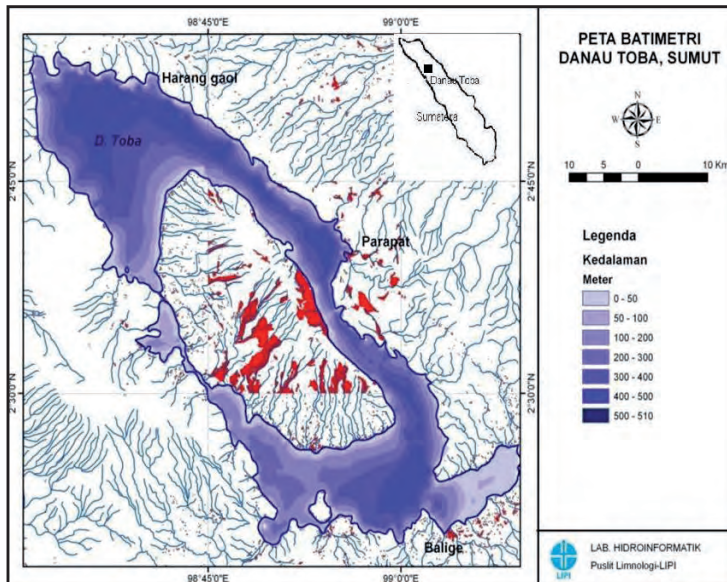 98°45'0"E
99°0'0"E
Harang gaol
D. Toba
Danau Toba
Sumatera
2°45'0"N
2°45'0"N
Parapat
2°30'0"N
2°30'0"N
Balige
98°45'0"E
99°0'0"E
PETA BATIMETRI
DANAU TOBA, SUMUT
N
W
E
S
10 5 0 10 Km
Legenda
Kedalaman
Meter
0 - 50
50 - 100
100 - 200
200 - 300
300 - 400
400 - 500
500 - 510
LIPI
LAB. HIDROINFORMATIK
Puslit Limnologi-LIPI